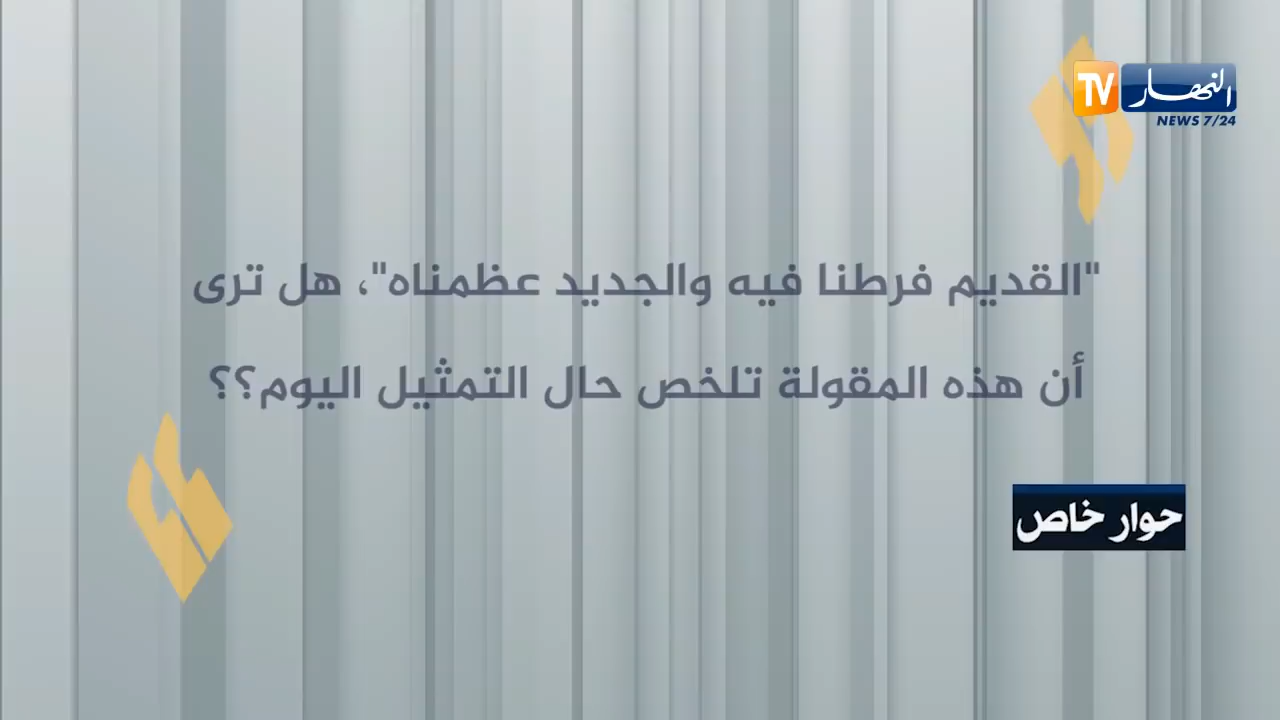 TV النهار
NEWS 7/24
"القديم فرطنا فيه والجديد عظمناه"، هل ترى
أن هذه المقولة تلخص حال التمثيل اليوم؟؟
حوار خاص